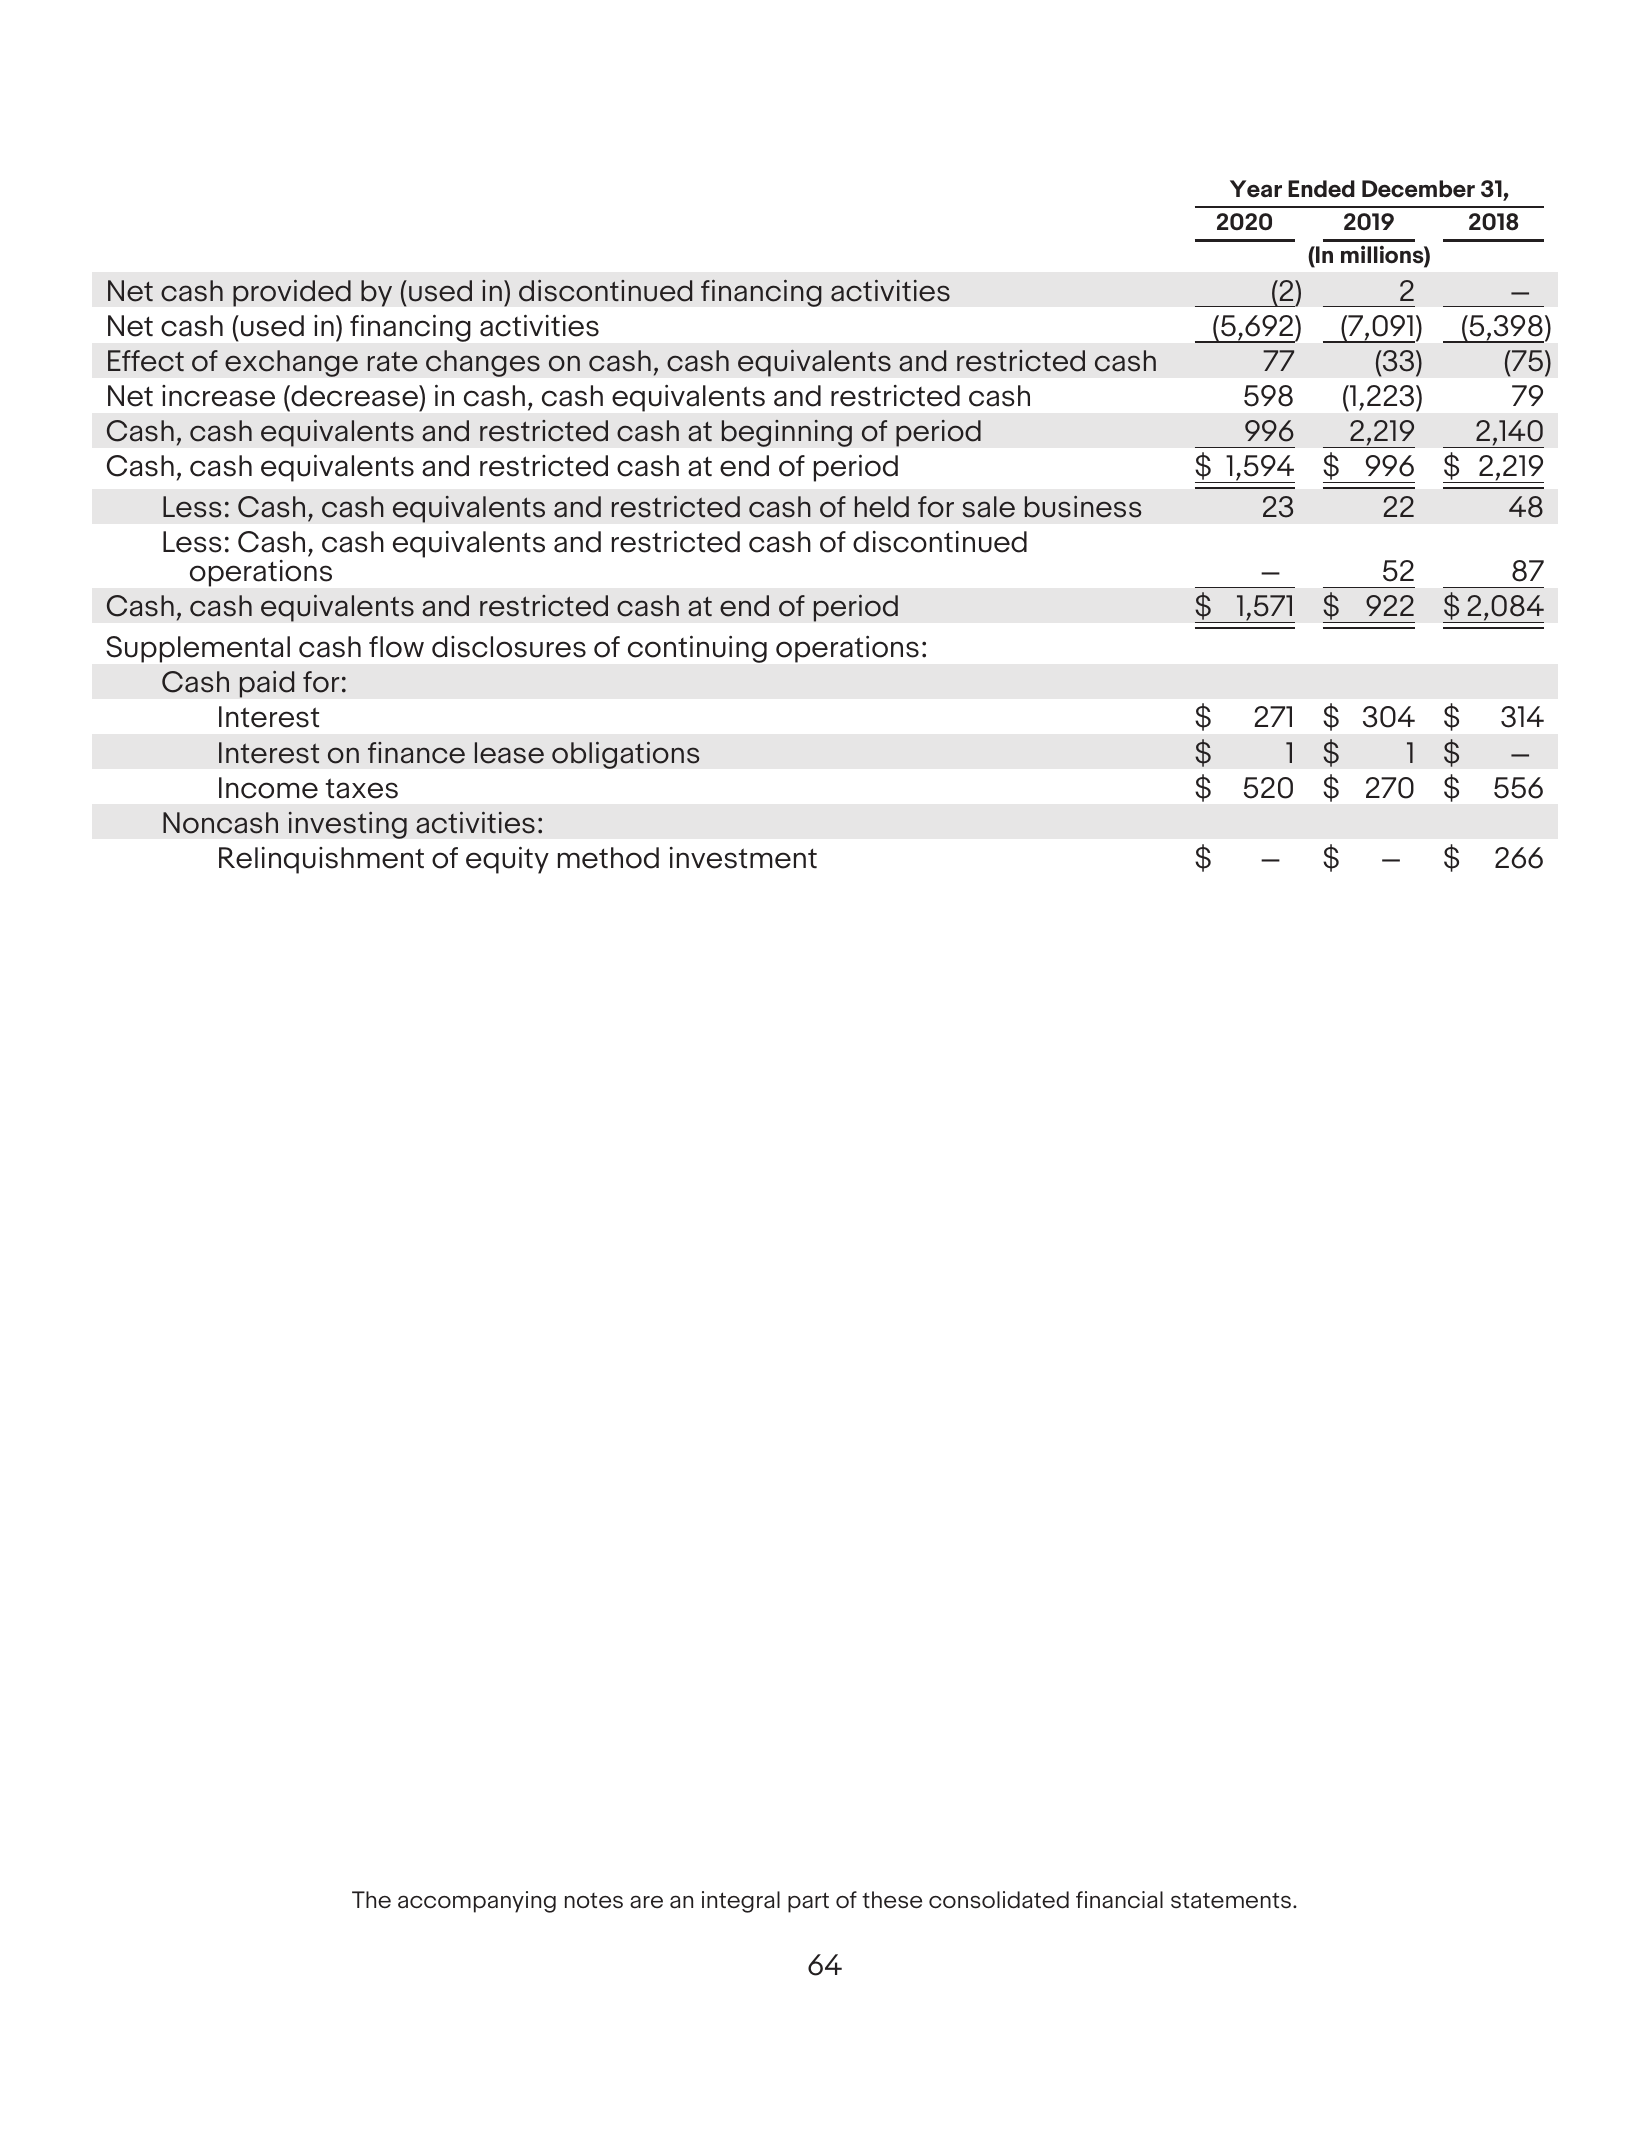 Year Ended December 31,
2020 2019 2018
(In millions)
Net cash provided by (used in) discontinued financing activities (2) 2 —
Net cash (used in) financing activities (5,692) (7,091) (5,398)
Effect of exchange rate changes on cash, cash equivalents and restricted cash 77 (33) (75)
Net increase (decrease) in cash, cash equivalents and restricted cash 598 (1,223) 79
Cash, cash equivalents and restricted cash at beginning of period 996 2,219 2,140
Cash, cash equivalents and restricted cash at end of period $ 1,594 $ 996 $ 2,219
Less: Cash, cash equivalents and restricted cash of held for sale business 23 22 48
Less: Cash, cash equivalents and restricted cash of discontinued
operations — 52 87
Cash, cash equivalents and restricted cash at end of period $ 1,571 $ 922 $ 2,084
Supplemental cash flow disclosures of continuing operations:
Cash paid for:
Interest $ 271 $ 304 $ 314
Interest on finance lease obligations $ 1 $ 1 $ —
Income taxes $ 520 $ 270 $ 556
Noncash investing activities:
Relinquishment of equity method investment $ — $ — $ 266
The accompanying notes are an integral part of these consolidated financial statements.
64